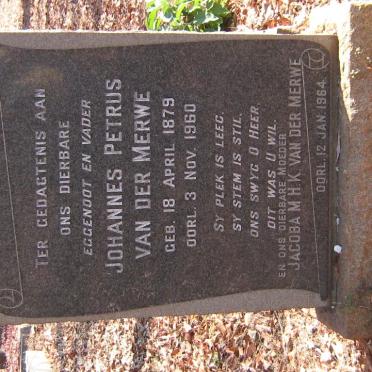 TER GEDAGTENIS AAN
ONS DIERBARE
EGGENOOT EN VADER
JOHANNES PETRUS
VAN DER MERWE
GEB. 18 APRIL 1879
OORL. 3 NOV. 1960
SY PLEK IS LEEG,
SY STEM IS STIL,
ONS SWYG O HEER,
DIT WAS U WIL.
EN ONS DIERBARE MOEDER
JACOBA M.H.K. VAN DER MERWE
OORL. 12 JAN. 1964.